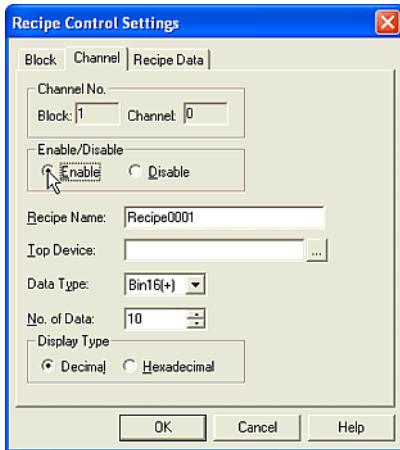 Recipe Control Settings
Block Channel Recipe Data
Channel No.
Block: 1 Channel: 0
Enable/Disable
Enable Disable
Recipe Name: Recipe0001
Top Device: ...
Data Type: Bin16(+)
No. of Data: 10
Display Type
Decimal Hexadecimal
OK Cancel Help